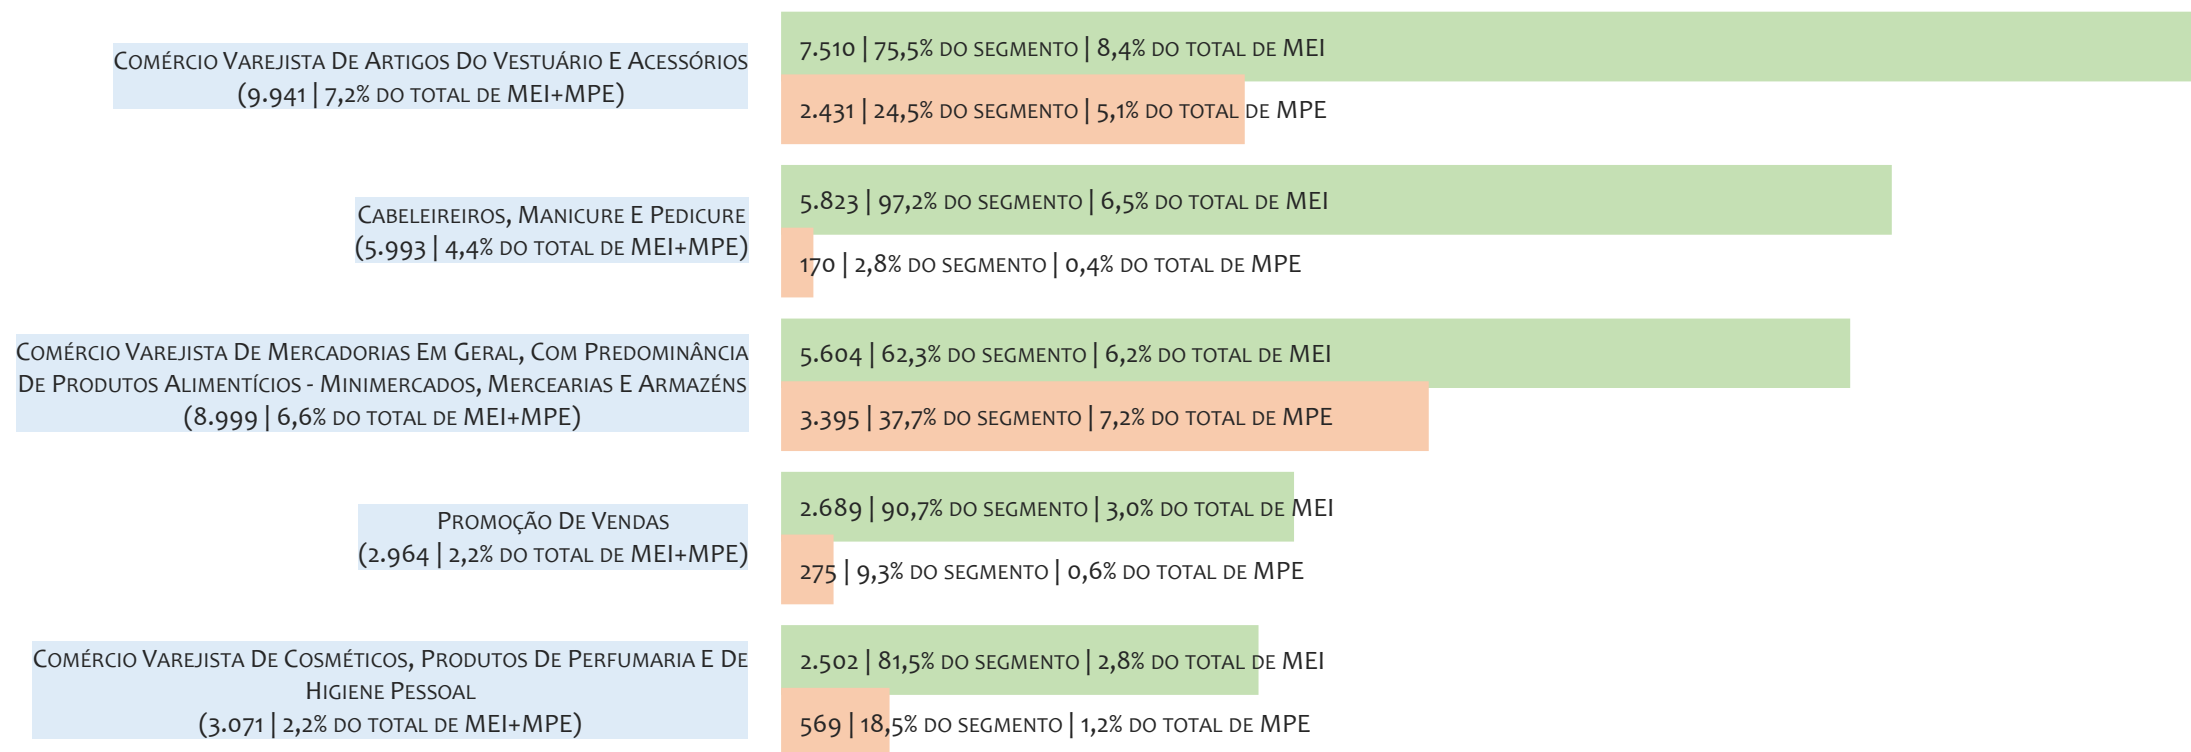 Comércio Varejista De Artigos Do Vestuário E Acessórios
(9.941 | 7,2% do total de MEI+MPE)
7.510 | 75,5% do segmento | 8,4% do total de MEI
2.431 | 24,5% do segmento | 5,1% do total de MPE
Cabeleireiros, Manicure E Pedicure
(5.993 | 4,4% do total de MEI+MPE)
5.823 | 97,2% do segmento | 6,5% do total de MEI
170 | 2,8% do segmento | 0,4% do total de MPE
Comércio Varejista De Mercadorias Em Geral, Com Predominância
De Produtos Alimentícios - Minimercados, Mercearias E Armazéns
(8.999 | 6,6% do total de MEI+MPE)
5.604 | 62,3% do segmento | 6,2% do total de MEI
3.395 | 37,7% do segmento | 7,2% do total de MPE
Promoção De Vendas
(2.964 | 2,2% do total de MEI+MPE)
2.689 | 90,7% do segmento | 3,0% do total de MEI
275 | 9,3% do segmento | 0,6% do total de MPE
Comércio Varejista De Cosméticos, Produtos De Perfumaria E De
Higiene Pessoal
(3.071 | 2,2% do total de MEI+MPE)
2.502 | 81,5% do segmento | 2,8% do total de MEI
569 | 18,5% do segmento | 1,2% do total de MPE